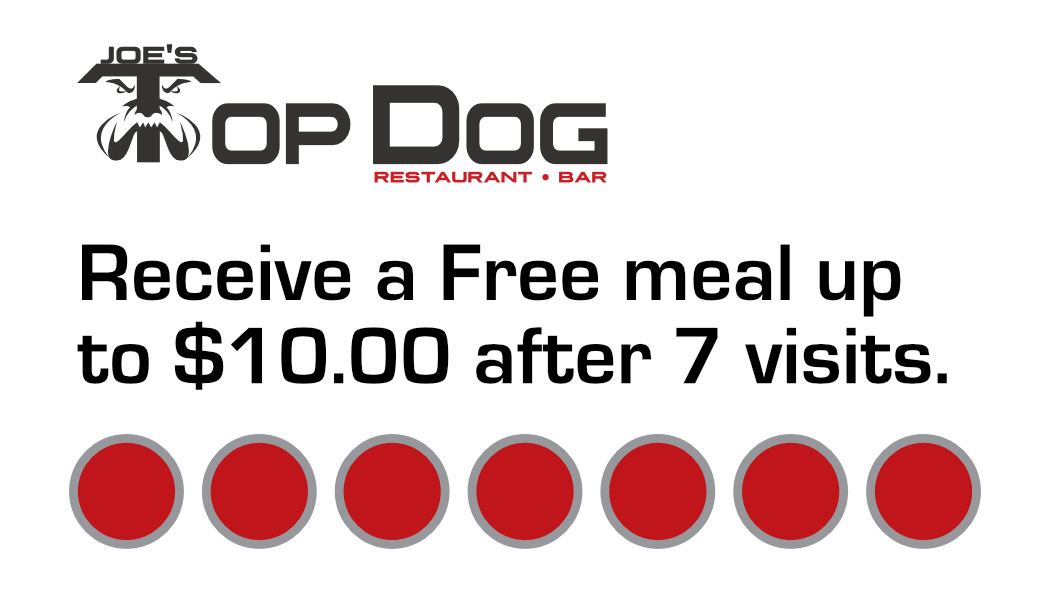 JOE'S
TOP DOG
RESTAURANT • BAR
Receive a Free meal up
to $10.00 after 7 visits.